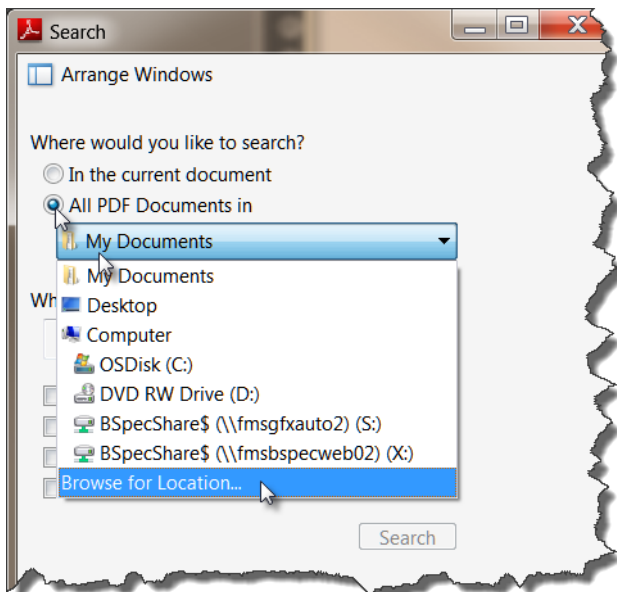 Search
Arrange Windows
Where would you like to search?
In the current document
All PDF Documents in
My Documents
My Documents
Wh
Desktop
Computer
OSDisk (C:)
DVD RW Drive (D:)
BSpecShare$ (\\fmsgfxauto2) (S:)
BSpecShare$ (\\fmsbspecweb02) (X:)
Browse for Location...
Search